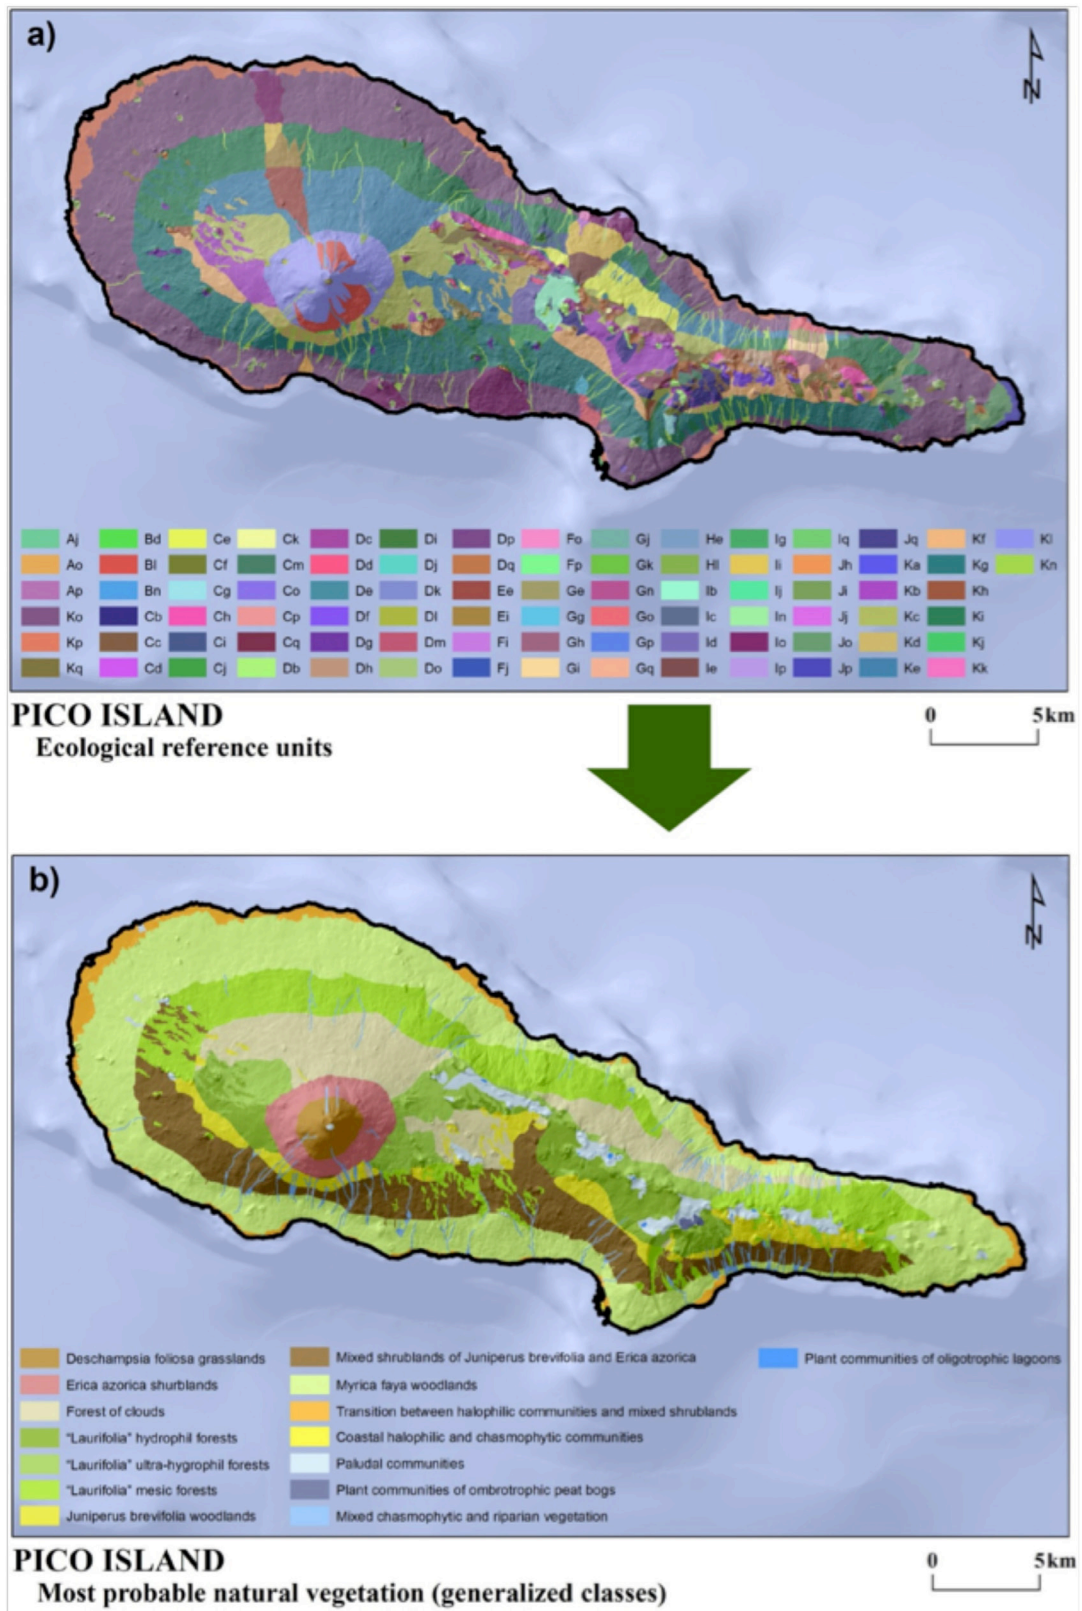 a)
N
Aj Bd Ce Ck Dc Di Dp Fo Gj He Ig Iq Jq Kf Kl
Ao Bl Cf Cm Dd Dj Dq Fp Gk Hl Ii Jh Ka Kg Kn
Ap Bn Cg Co De Dk Ee Ge Gn Ib Ij Ji Kb Kh
Ko Cb Ch Cp Df Dl Ei Gg Go Ic In Jj Kc Ki
Kp Cc Ci Cq Dg Dm Fi Gh Gp Id Io Jo Kd Kj
Kq Cd Cj Db Dh Do Fj Gi Gq Ie Ip Jp Ke Kk
PICO ISLAND
Ecological reference units
0 5km
b)
N
Deschampsia foliosa grasslands
Erica azorica shurblands
Forest of clouds
"Laurifolia" hydrophil forests
"Laurifolia" ultra-hygrophil forests
"Laurifolia" mesic forests
Juniperus brevifolia woodlands
Mixed shrublands of Juniperus brevifolia and Erica azorica
Myrica faya woodlands
Transition between halophilic communities and mixed shrublands
Coastal halophilic and chasmophytic communities
Paludal communities
Plant communities of ombrotrophic peat bogs
Mixed chasmophytic and riparian vegetation
Plant communities of oligotrophic lagoons
PICO ISLAND
Most probable natural vegetation (generalized classes)
0 5km